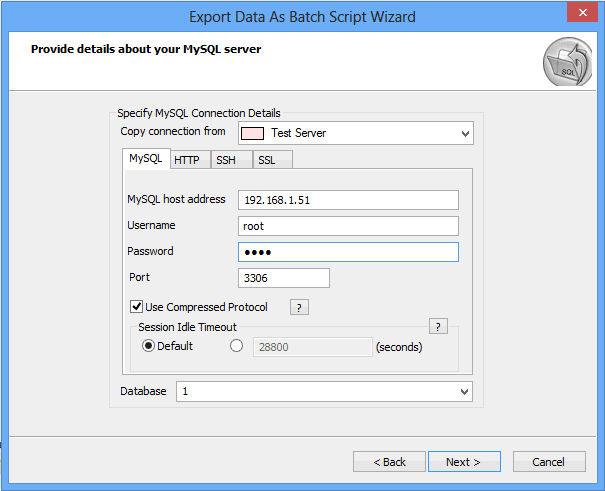 Export Data As Batch Script Wizard
Provide details about your MySQL server
SQL
Specify MySQL Connection Details
Copy connection from Test Server
MySQL HTTP SSH SSL
MySQL host address 192.168.1.51
Username root
Password ●●●●
Port 3306
Use Compressed Protocol ?
Session Idle Timeout ?
Default 28800 (seconds)
Database 1
< Back Next > Cancel